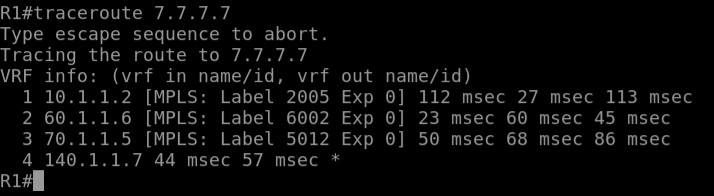 R1#traceroute 7.7.7.7
Type escape sequence to abort.
Tracing the route to 7.7.7.7
VRF info: (vrf in name/id, vrf out name/id)
  1 10.1.1.2 [MPLS: Label 2005 Exp 0] 112 msec 27 msec 113 msec
  2 60.1.1.6 [MPLS: Label 6002 Exp 0] 23 msec 60 msec 45 msec
  3 70.1.1.5 [MPLS: Label 5012 Exp 0] 50 msec 68 msec 86 msec
  4 140.1.1.7 44 msec 57 msec *
R1#